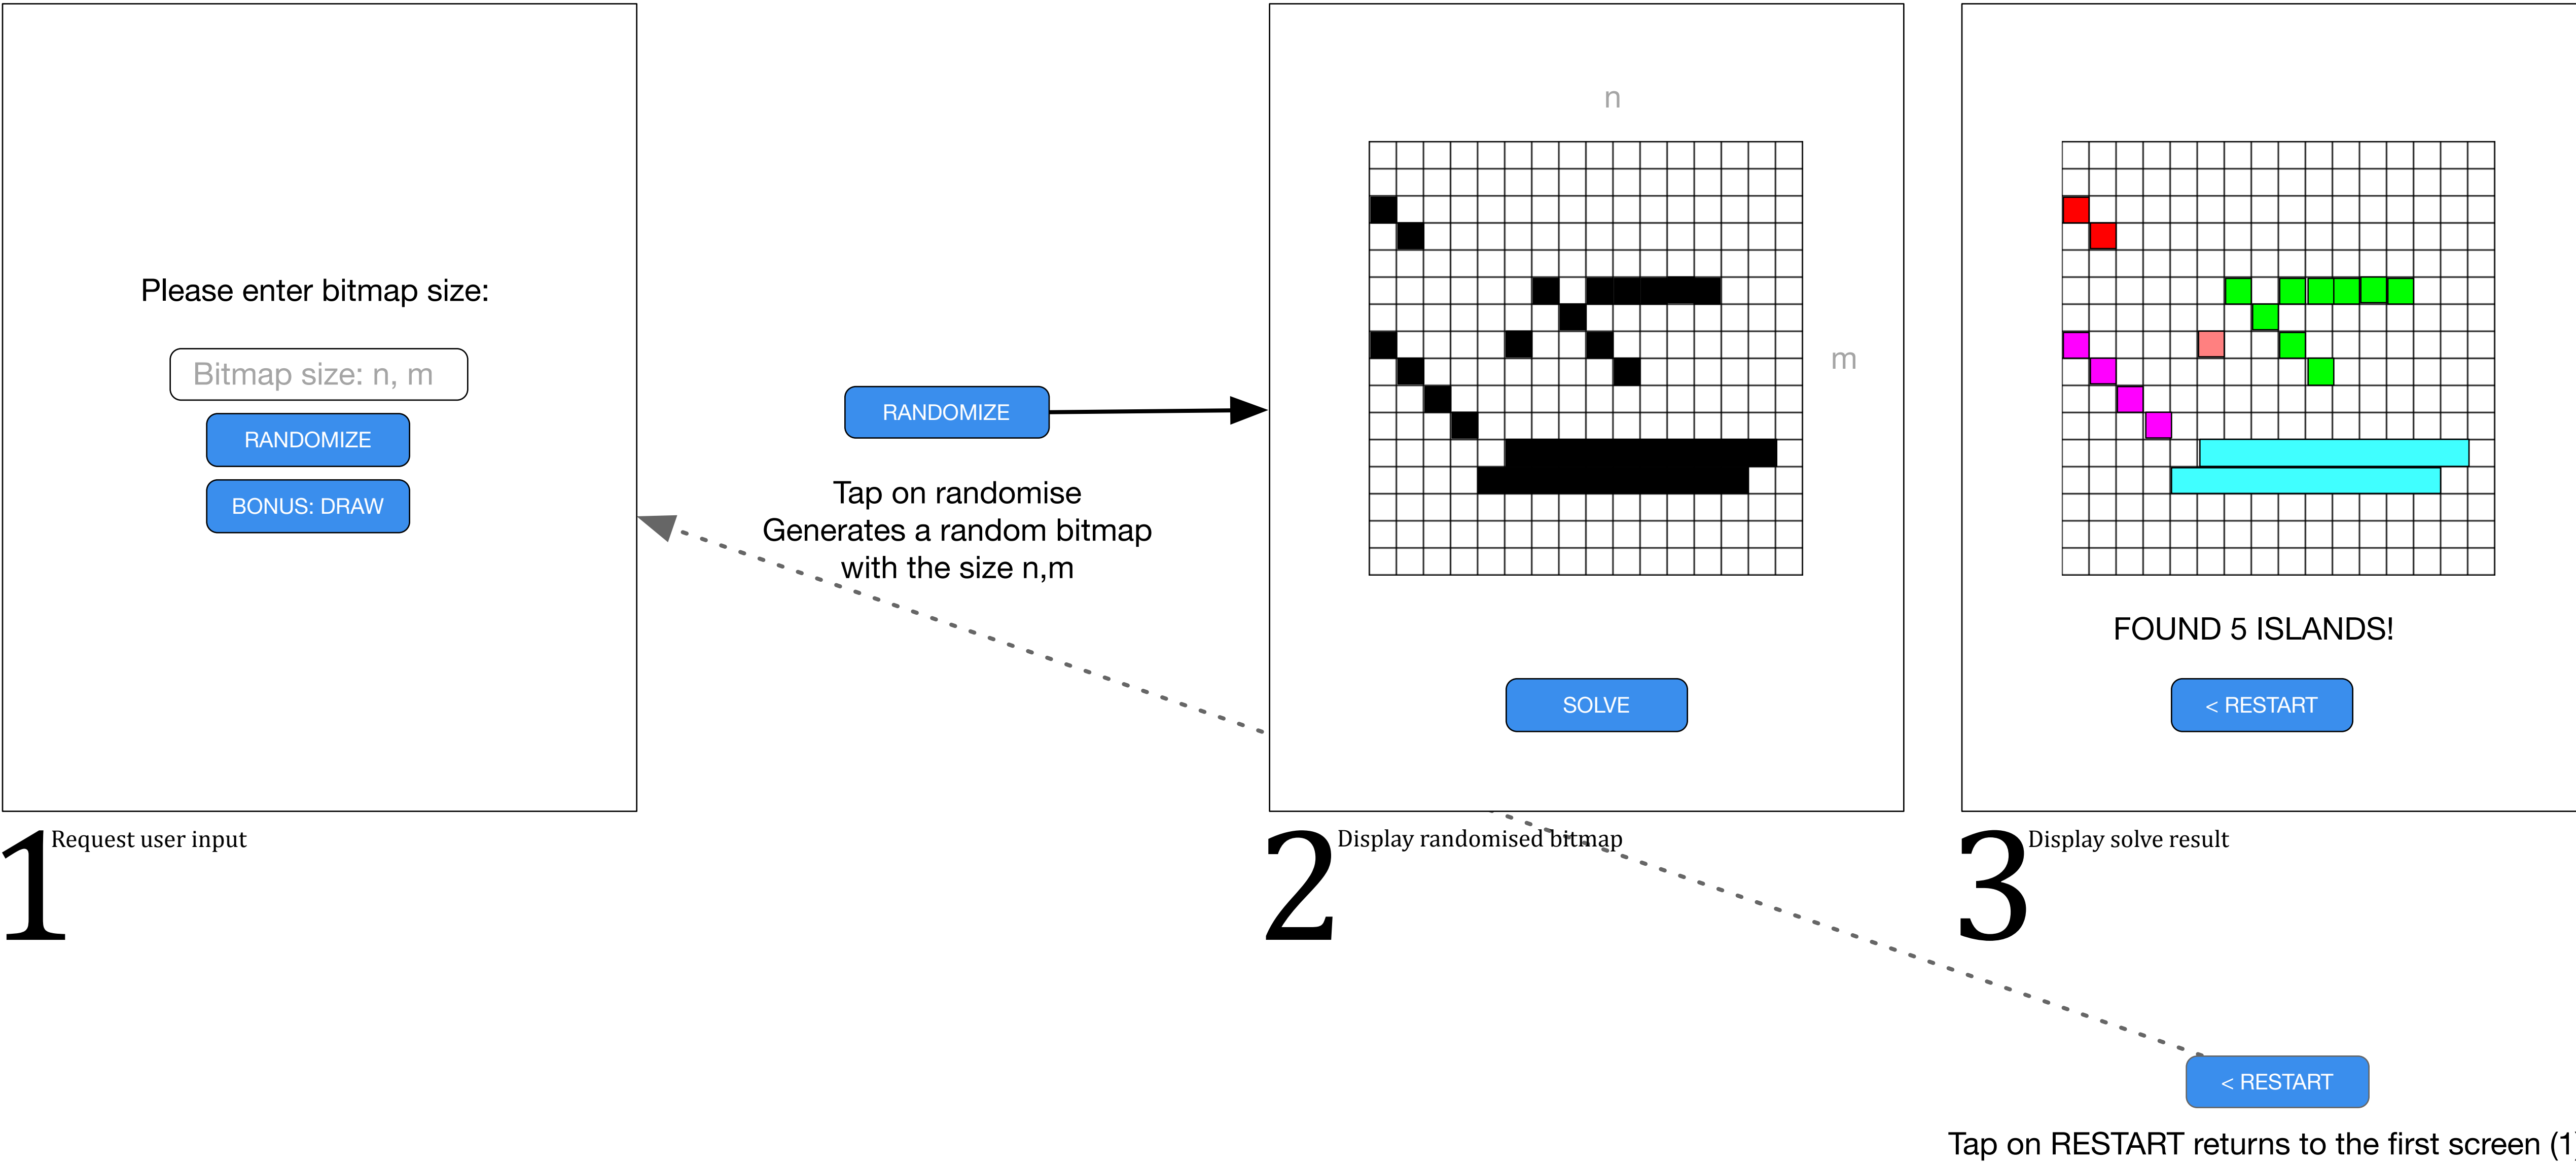 Please enter bitmap size:
Bitmap size: n, m
RANDOMIZE
BONUS: DRAW
1 Request user input
RANDOMIZE
Tap on randomise
Generates a random bitmap
with the size n,m
n
m
SOLVE
2 Display randomised bitmap
FOUND 5 ISLANDS!
< RESTART
3 Display solve result
< RESTART
Tap on RESTART returns to the first screen (1)